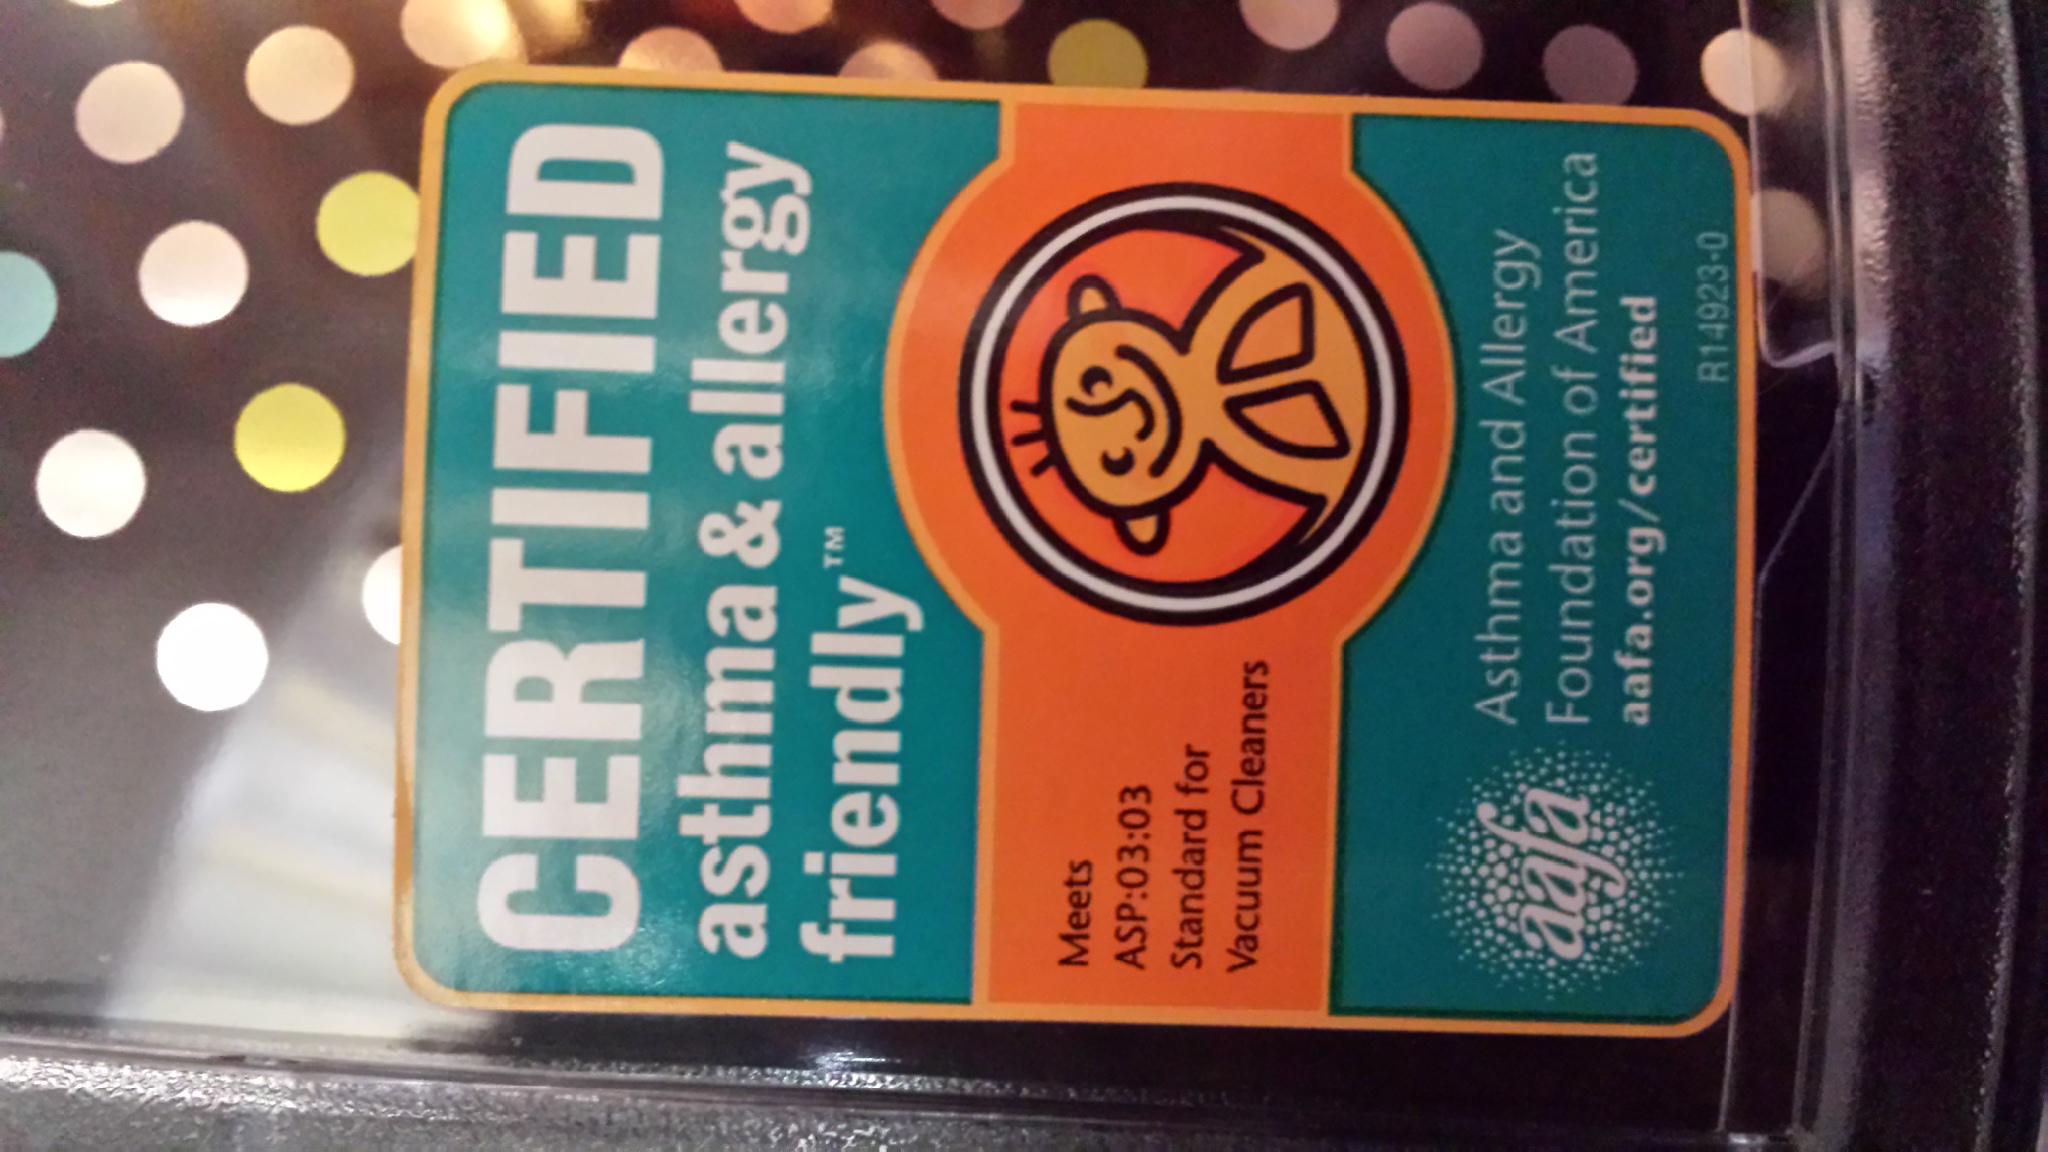 CERTIFIED
asthma & allergy
friendly™
Meets
ASP:03:03
Standard for
Vacuum Cleaners
aafa
Asthma and Allergy
Foundation of America
aafa.org/certified
R14923-0